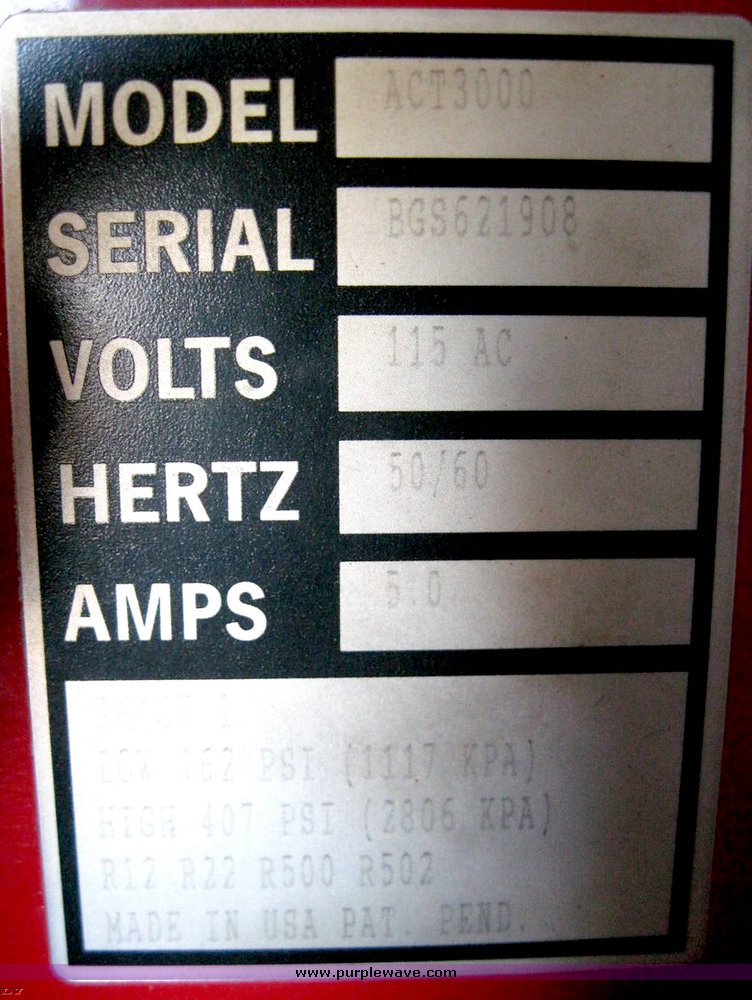 MODEL ACT3000
SERIAL BGS621908
VOLTS 115 AC
HERTZ 50/60
AMPS 5.0
1
LOW 162 PSI (1117 KPA)
HIGH 407 PSI (2806 KPA)
R12 R22 R500 R502
MADE IN USA PAT. PEND.
www.purplewave.com